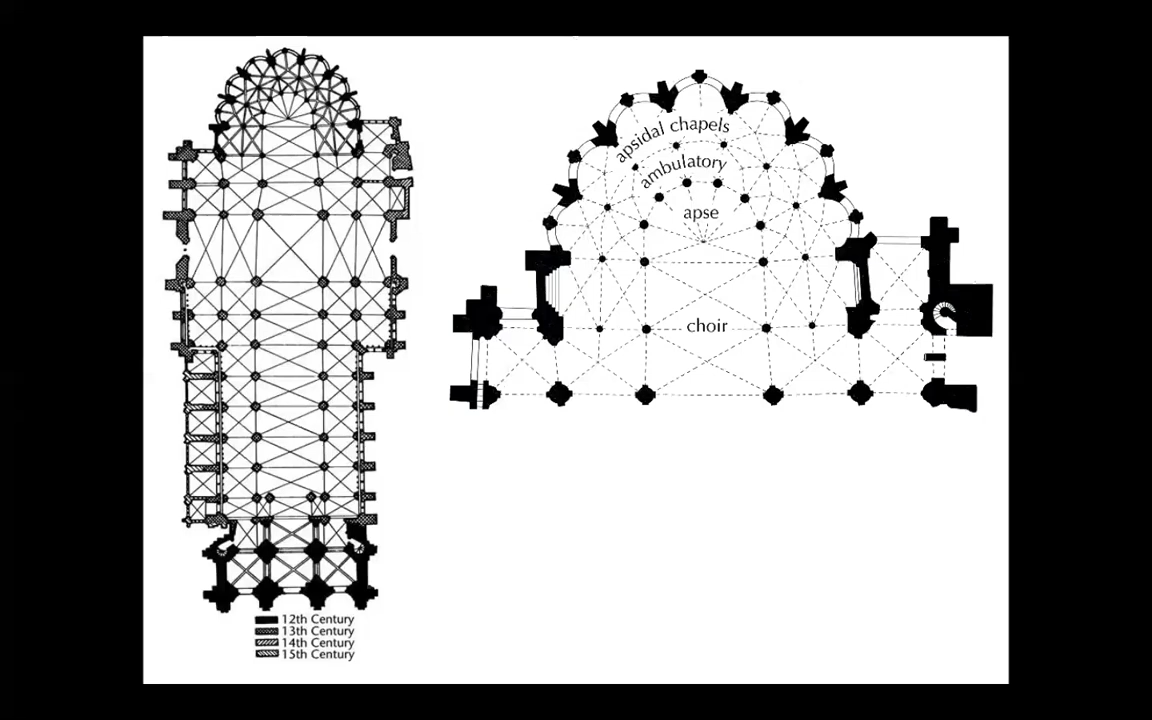 apsidal chapels
ambulatory
apse
choir
12th Century
13th Century
14th Century
15th Century